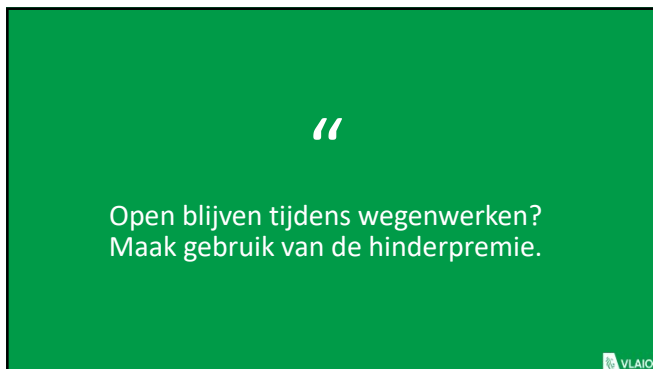 “
Open blijven tijdens wegenwerken?
Maak gebruik van de hinderpremie.
VLAIO